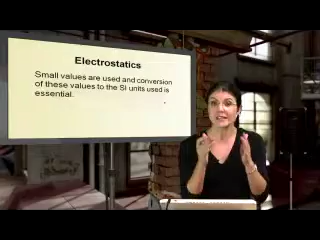 Electrostatics
Small values are used and conversion
of these values to the SI units used is
essential.